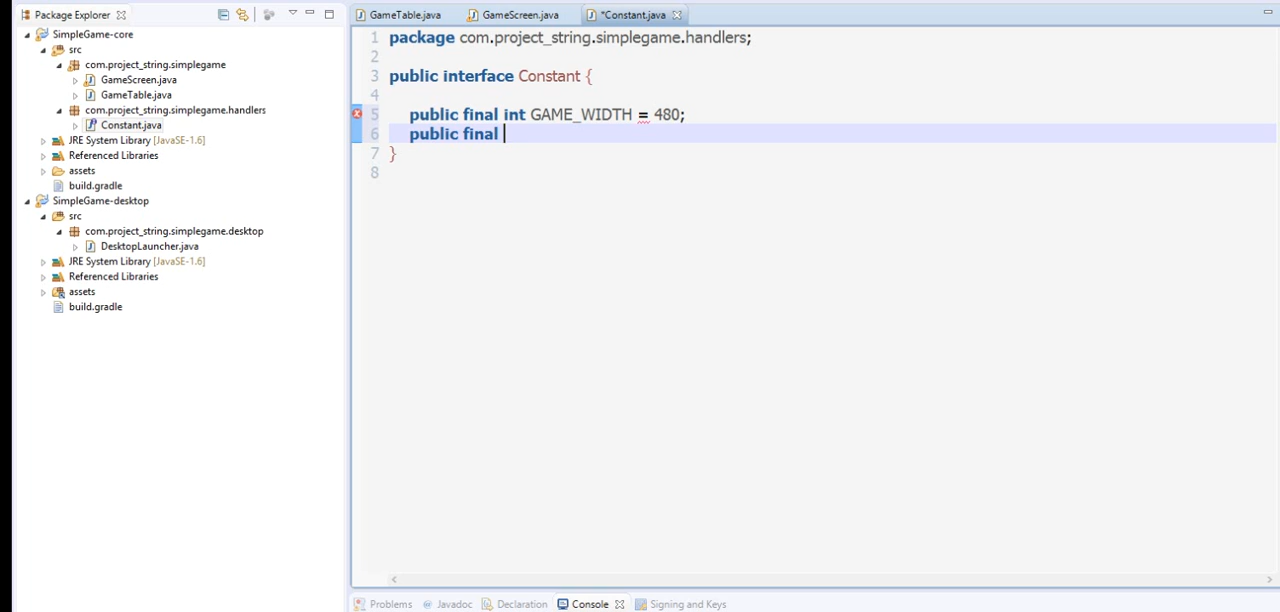 Package Explorer
SimpleGame-core
src
com.project_string.simplegame
GameScreen.java
GameTable.java
com.project_string.simplegame.handlers
Constant.java
JRE System Library [JavaSE-1.6]
Referenced Libraries
assets
build.gradle
SimpleGame-desktop
src
com.project_string.simplegame.desktop
DesktopLauncher.java
JRE System Library [JavaSE-1.6]
Referenced Libraries
assets
build.gradle
GameTable.java GameScreen.java *Constant.java
1 package com.project_string.simplegame.handlers;
2
3 public interface Constant {
4
5 public final int GAME_WIDTH = 480;
6 public final
7 }
8
Problems @ Javadoc Declaration Console Signing and Keys